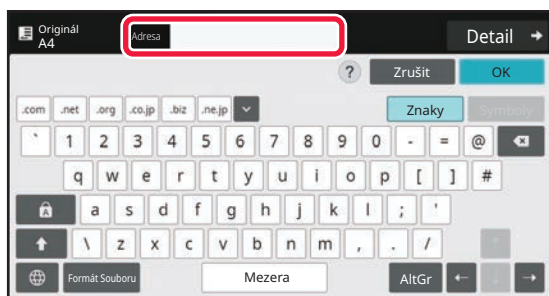 Originál
A4
Adresa
Detail →
? Zrušit OK
.com .net .org .co.jp .biz .ne.jp Znaky Symboly
` 1 2 3 4 5 6 7 8 9 0 - = @
q w e r t y u i o p [ ] #
A a s d f g h j k l ; '
\ z x c v b n m , . /
Formát Souboru Mezera AltGr ← ↓ →